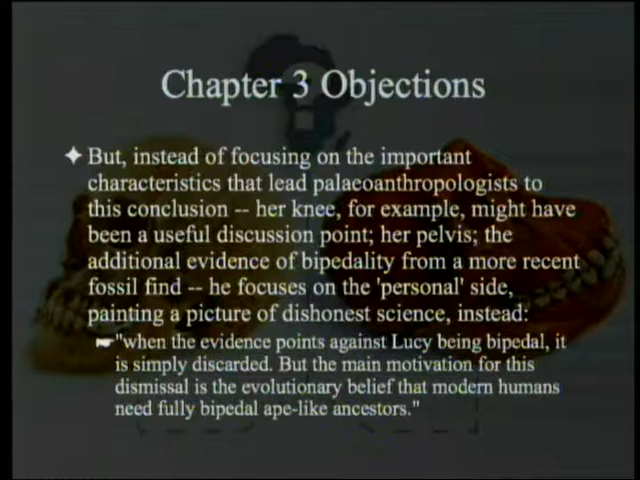 Chapter 3 Objections
But, instead of focusing on the important
characteristics that lead palaeoanthropologists to
this conclusion -- her knee, for example, might have
been a useful discussion point; her pelvis; the
additional evidence of bipedality from a more recent
fossil find -- he focuses on the 'personal' side,
painting a picture of dishonest science, instead:
"when the evidence points against Lucy being bipedal, it
is simply discarded. But the main motivation for this
dismissal is the evolutionary belief that modern humans
need fully bipedal ape-like ancestors."